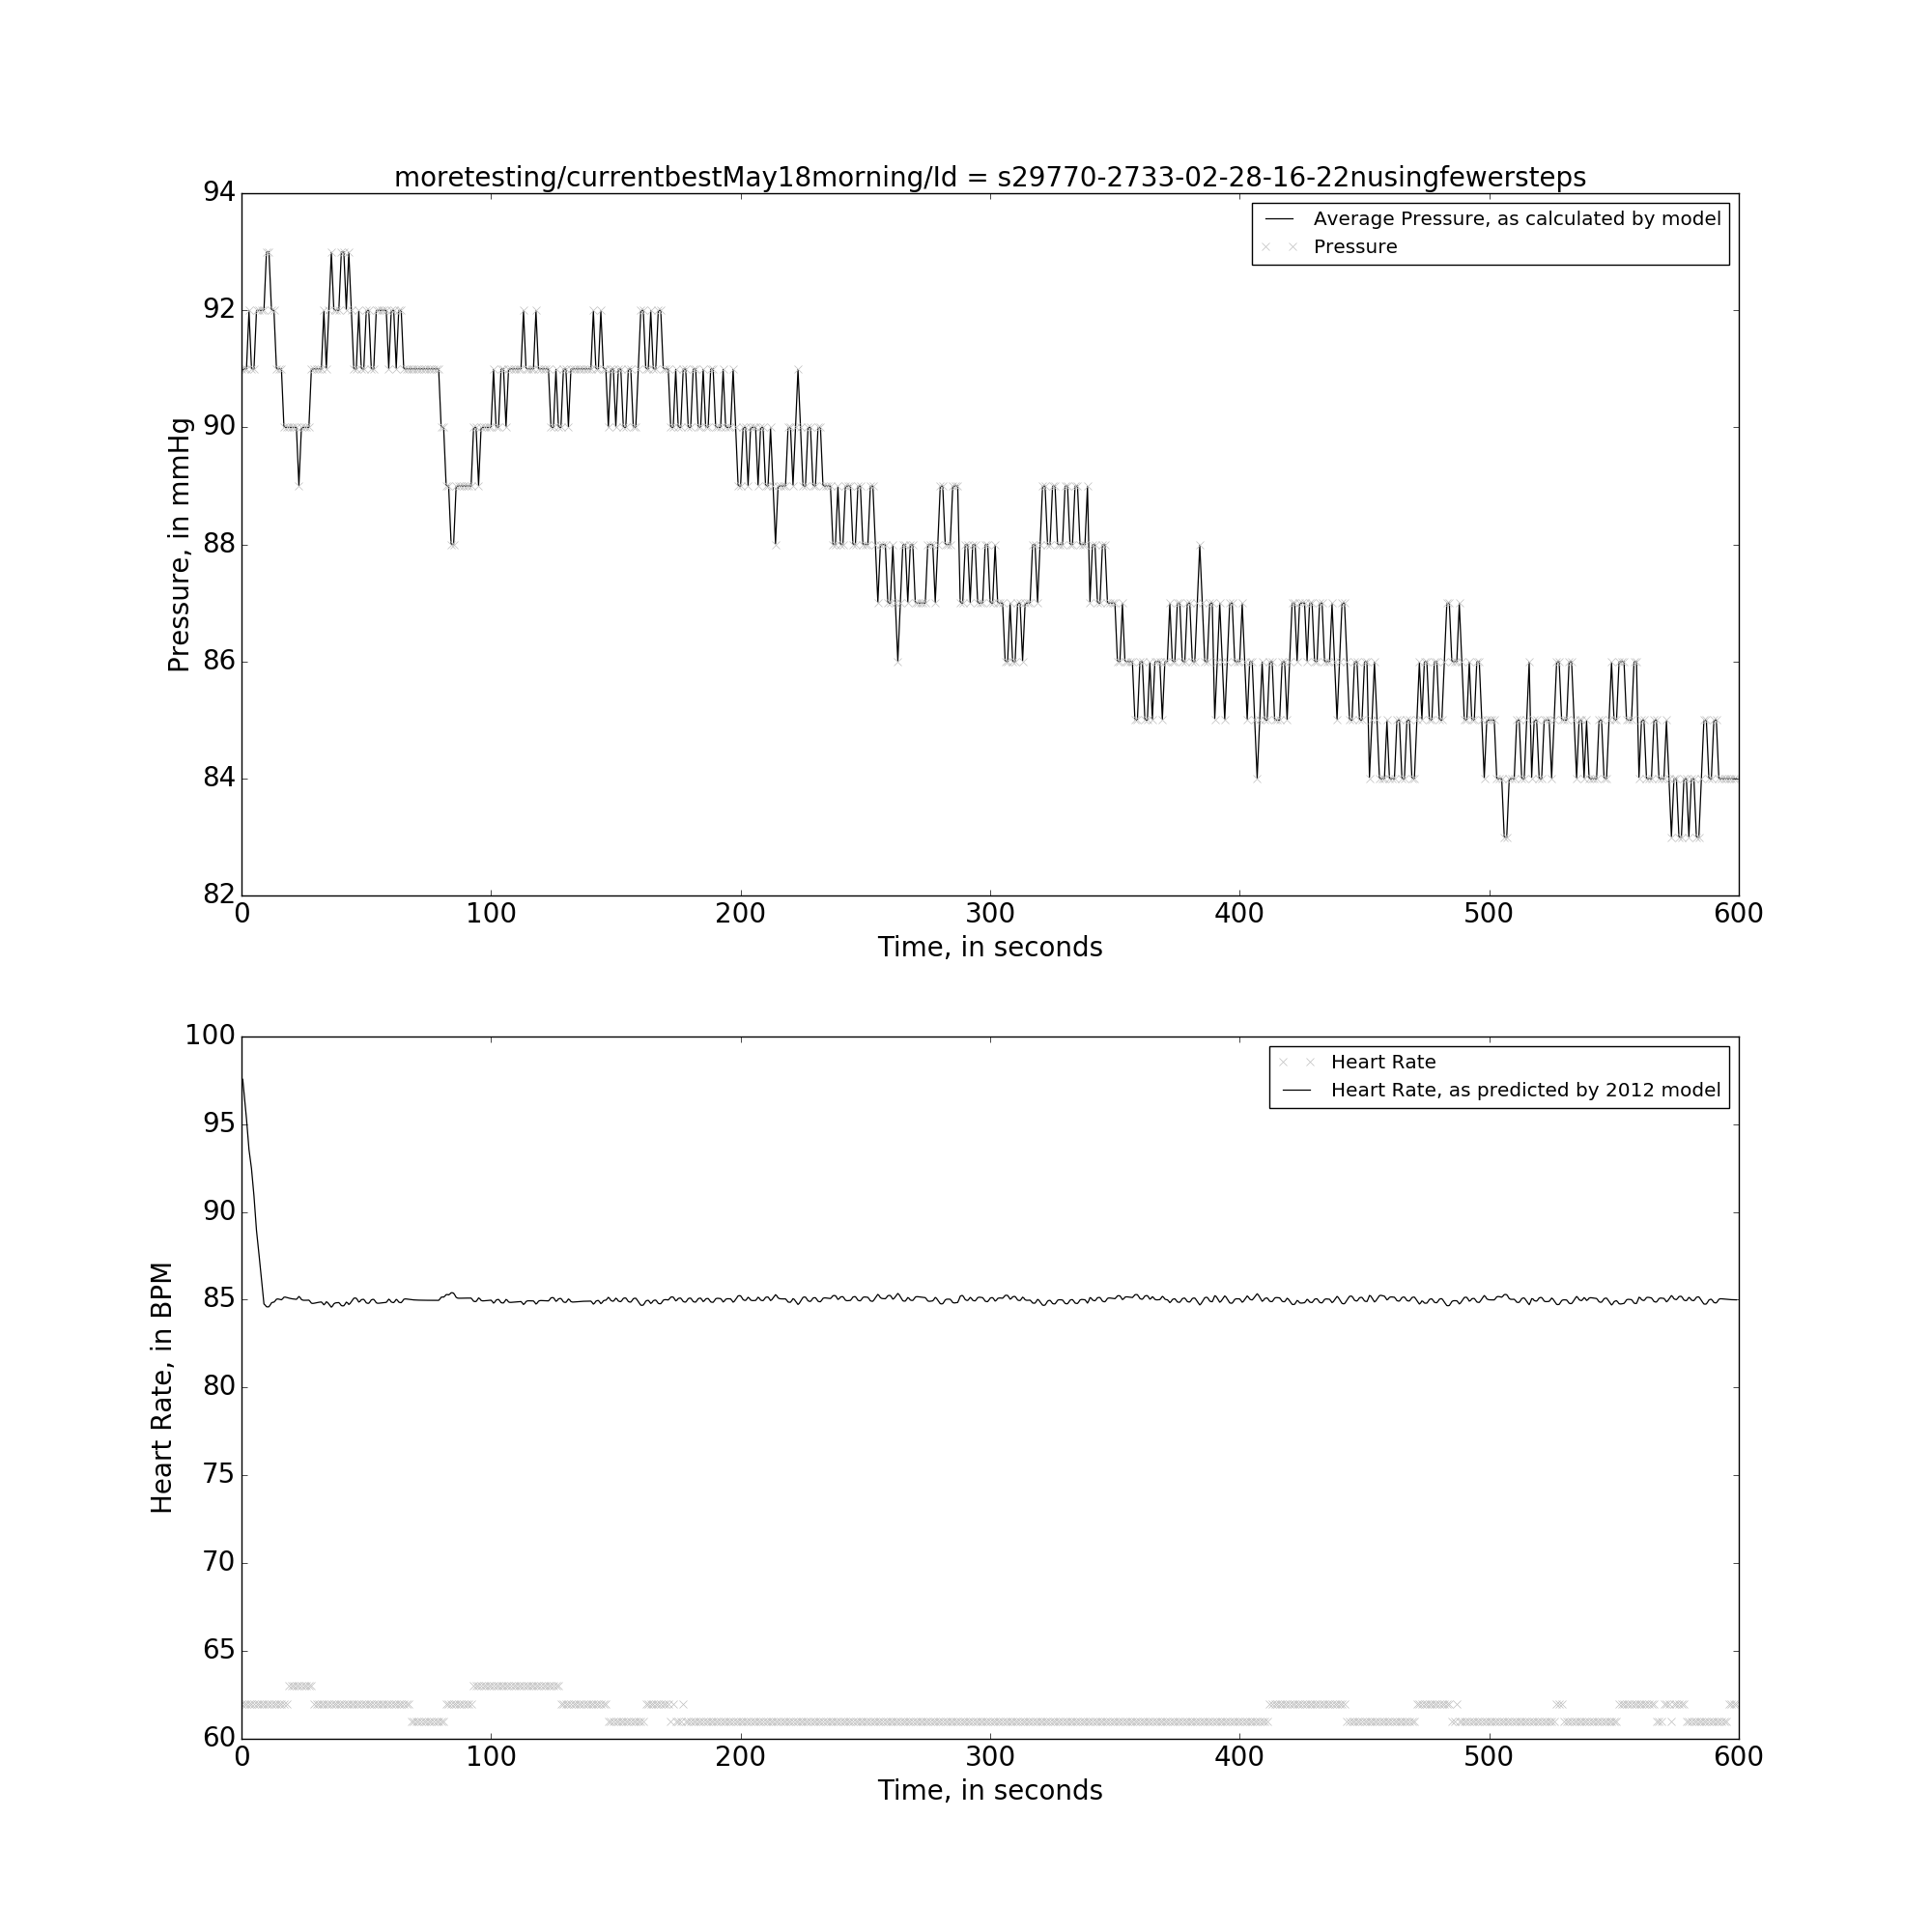 moretesting/currentbestMay18morning/Id = s29770-2733-02-28-16-22nusingfewersteps
94
92
90
88
86
84
82
Pressure, in mmHg
Average Pressure, as calculated by model
Pressure
0 100 200 300 400 500 600
Time, in seconds
100
95
90
85
80
75
70
65
60
Heart Rate, in BPM
Heart Rate
Heart Rate, as predicted by 2012 model
0 100 200 300 400 500 600
Time, in seconds